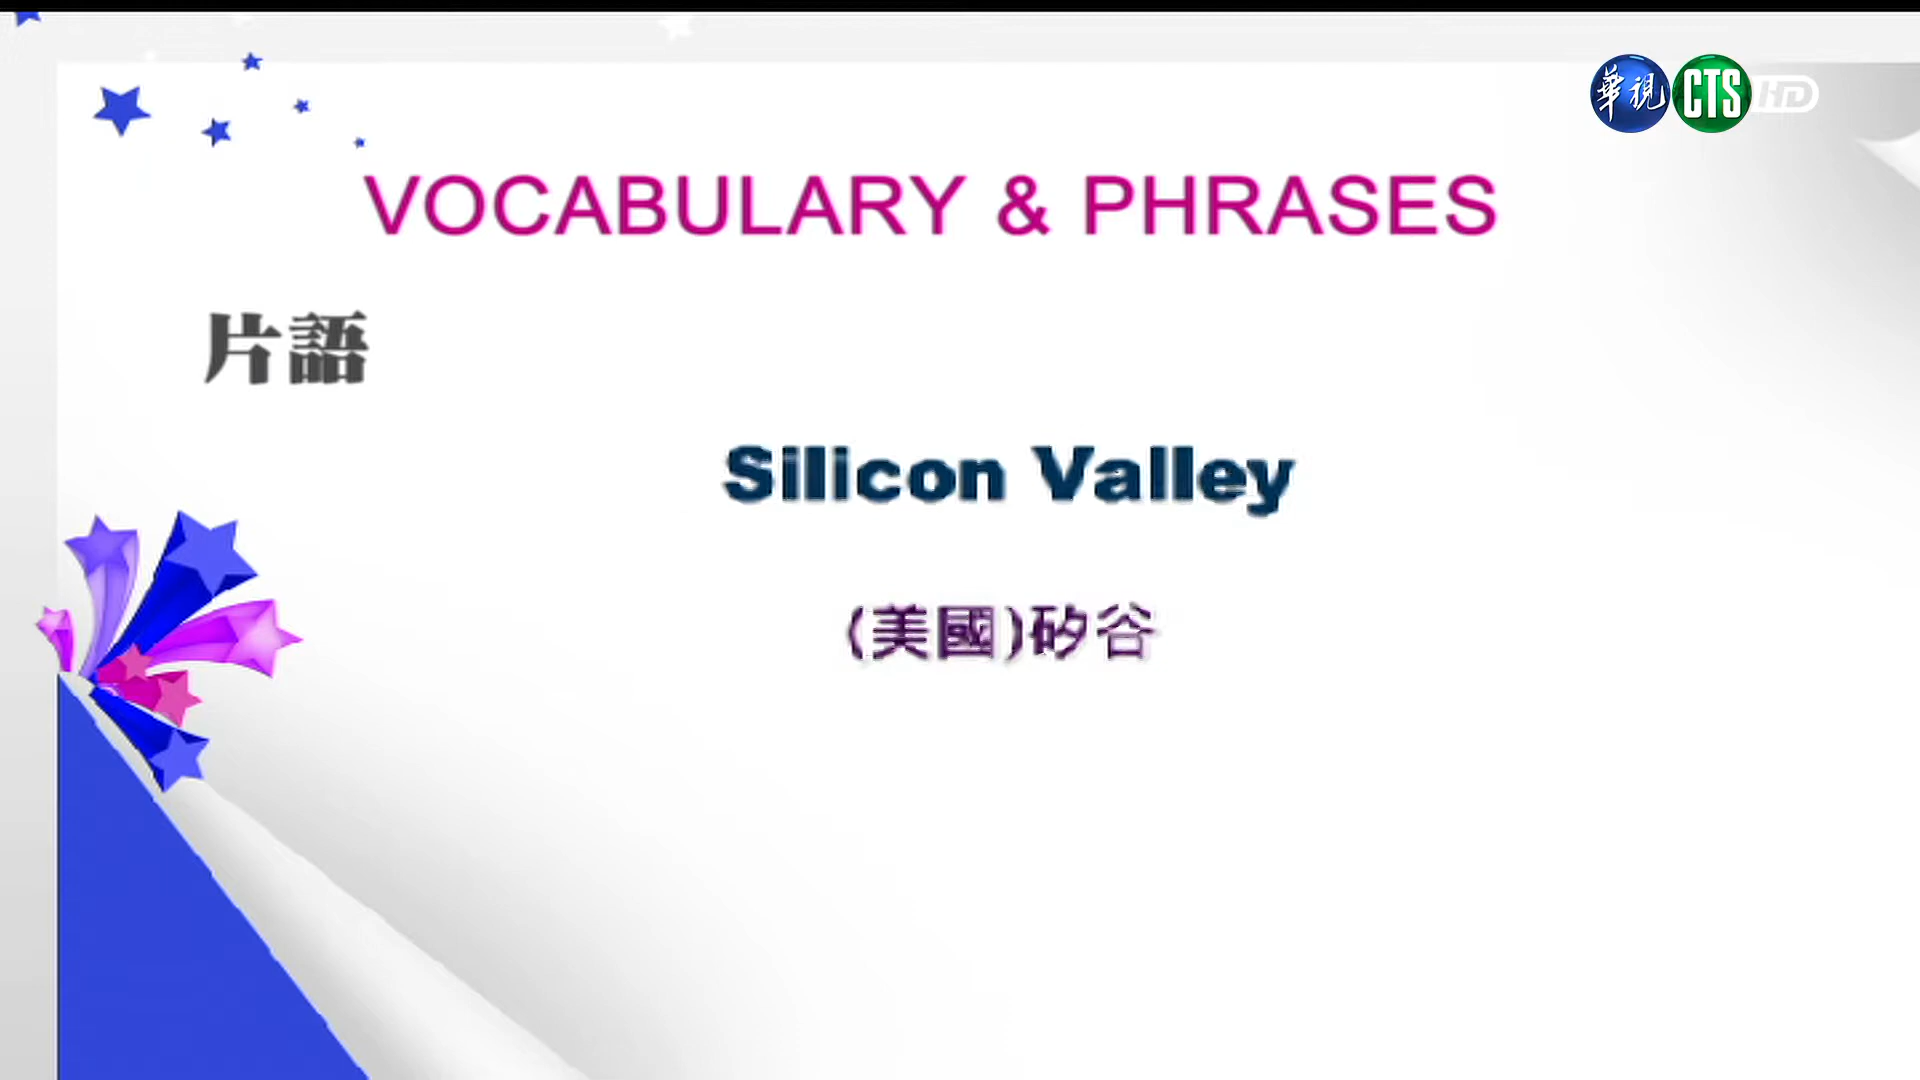 華視 CTS HD
VOCABULARY & PHRASES
片語
Silicon Valley
(美國)矽谷